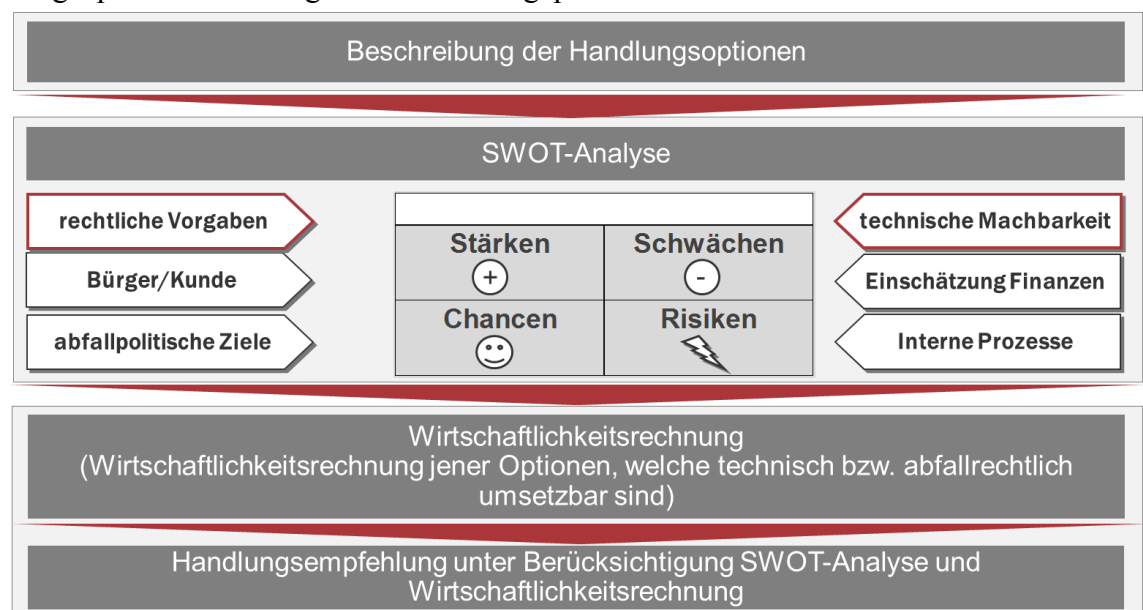 Beschreibung der Handlungsoptionen
SWOT-Analyse
rechtliche Vorgaben
Bürger/Kunde
abfallpolitische Ziele
Stärken
+
Schwächen
-
Chancen
Risiken
technische Machbarkeit
Einschätzung Finanzen
Interne Prozesse
Wirtschaftlichkeitsrechnung
(Wirtschaftlichkeitsrechnung jener Optionen, welche technisch bzw. abfallrechtlich
umsetzbar sind)
Handlungsempfehlung unter Berücksichtigung SWOT-Analyse und
Wirtschaftlichkeitsrechnung